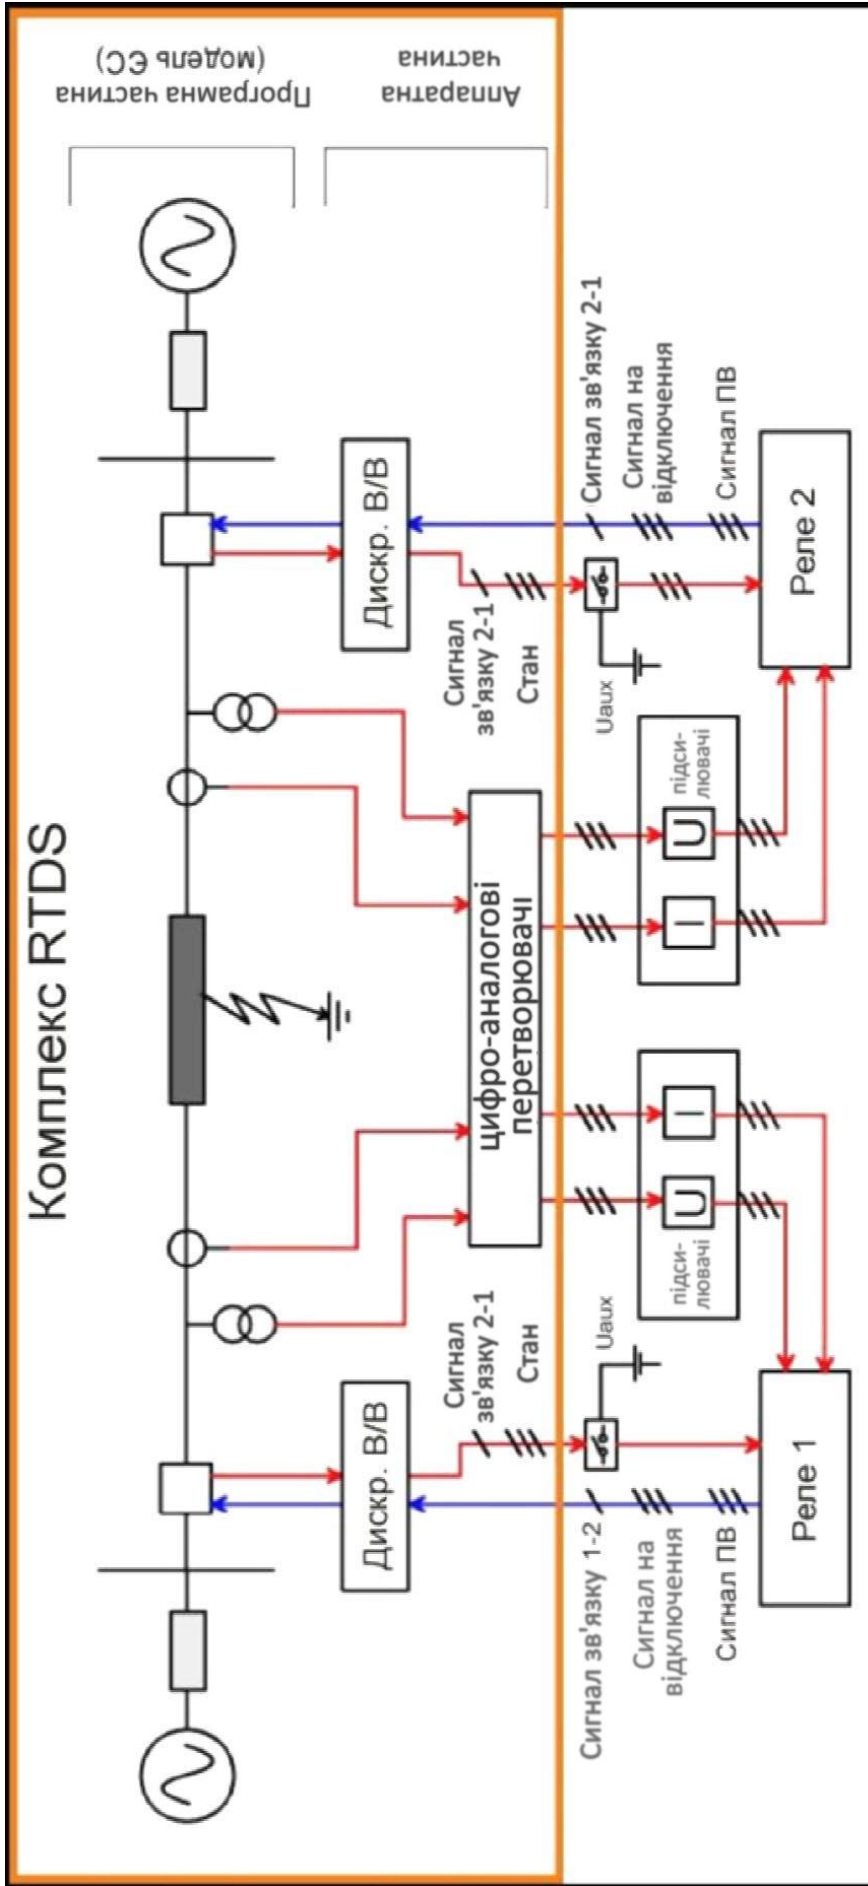 Комплекс RTDS
Програмна частина
(модель ЄС)
Аппаратна
частина
Дискр. В/В
Дискр. В/В
Сигнал
зв'язку 2-1
Стан
цифро-аналогові
перетворювачі
Сигнал
зв'язку 2-1
Стан
Сигнал зв'язку 1-2
Сигнал на
відключення
Сигнал ПВ
Uaux
підси-
лювачі
U
I
I
U
підси-
лювачі
Uaux
Сигнал зв'язку 2-1
Сигнал на
відключення
Сигнал ПВ
Реле 1
Реле 2